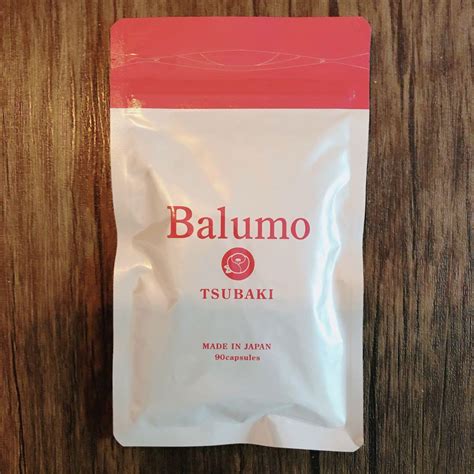 Balumo
TSUBAKI
MADE IN JAPAN
90capsules